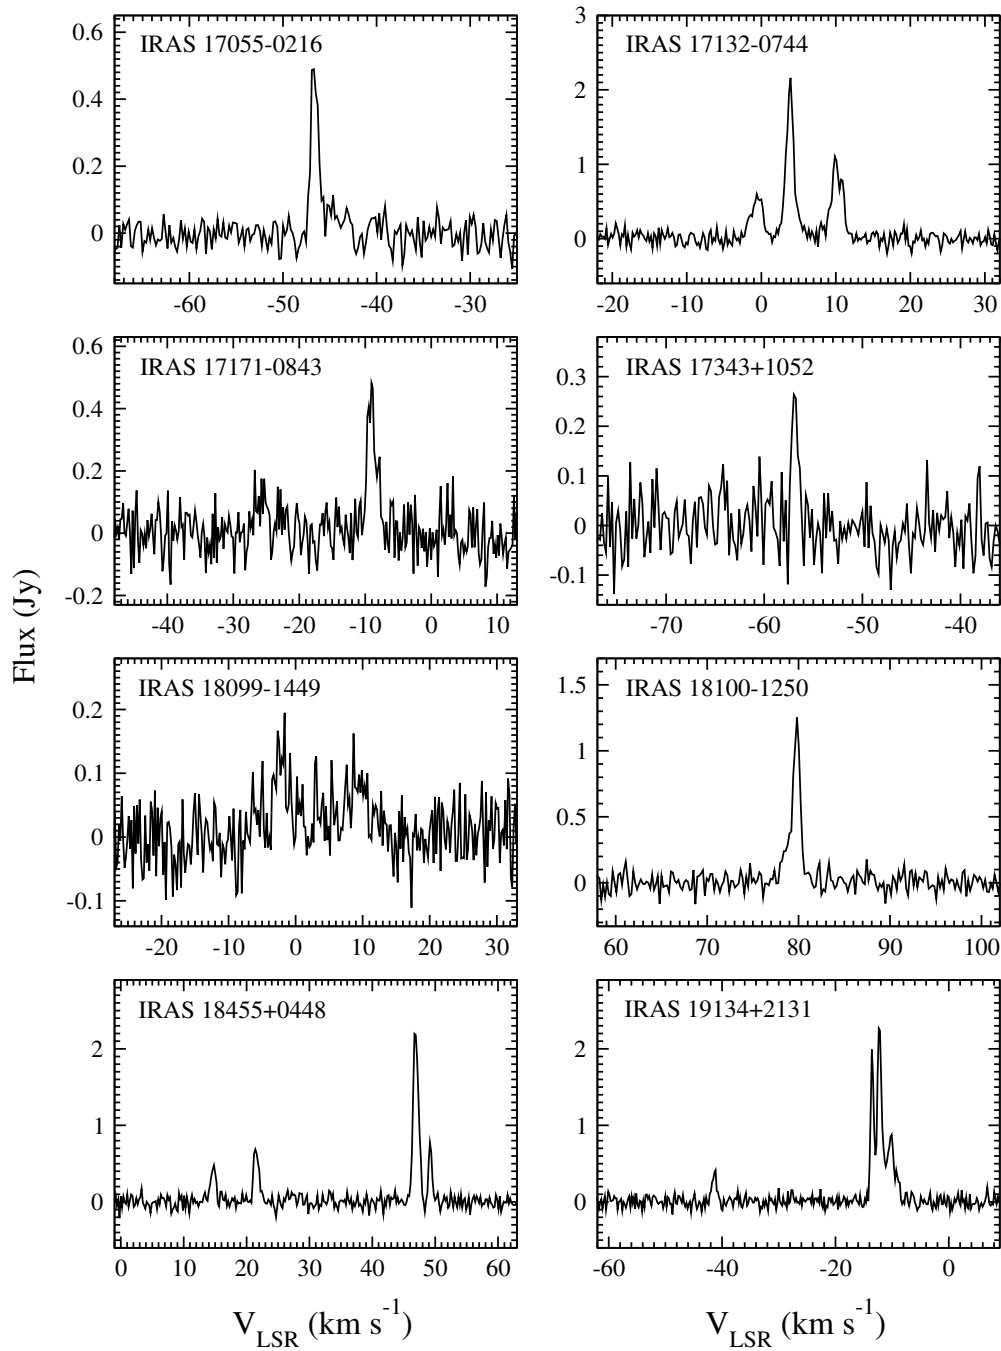 IRAS 17055-0216
0.6
0.4
0.2
0
-60 -50 -40 -30
IRAS 17132-0744
3
2
1
0
-20 -10 0 10 20 30
IRAS 17171-0843
0.6
0.4
0.2
0
-0.2
-40 -30 -20 -10 0 10
IRAS 17343+1052
0.3
0.2
0.1
0
-0.1
-70 -60 -50 -40
Flux (Jy)
IRAS 18099-1449
0.2
0.1
0
-0.1
-20 -10 0 10 20 30
IRAS 18100-1250
1.5
1
0.5
0
60 70 80 90 100
IRAS 18455+0448
2
1
0
0 10 20 30 40 50 60
IRAS 19134+2131
2
1
0
-60 -40 -20 0
V_LSR (km s^-1)
V_LSR (km s^-1)